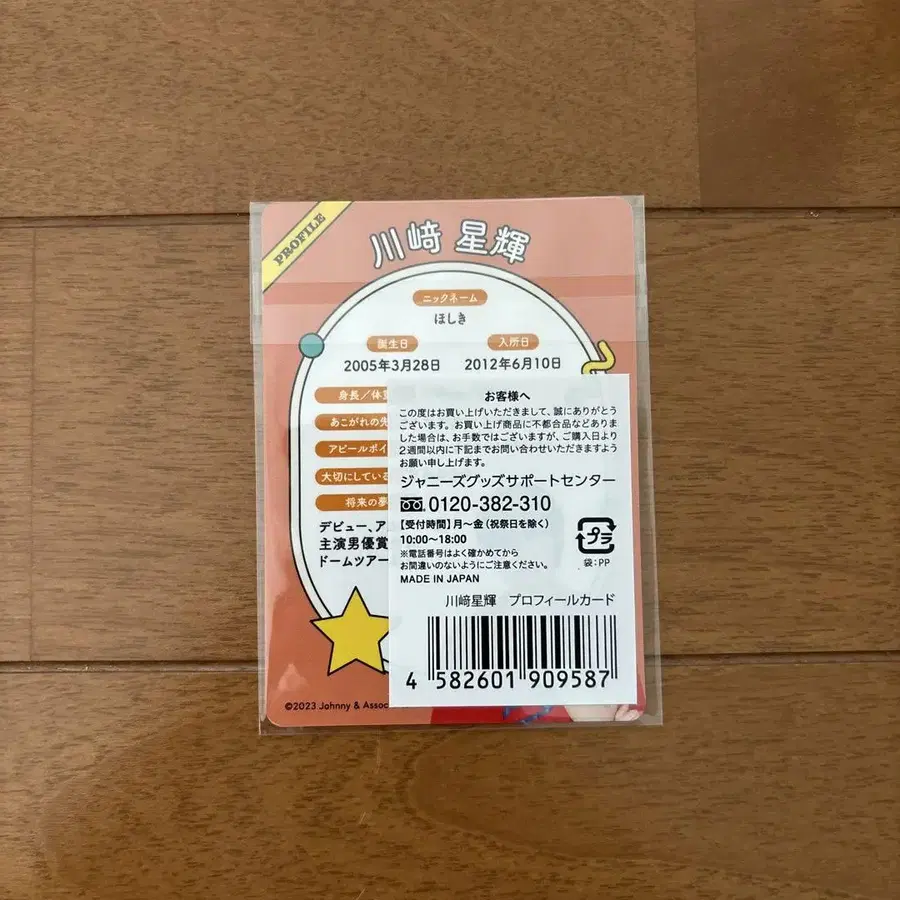 PROFILE
川﨑 星輝
ニックネーム
ほしき
誕生日 入所日
2005年3月28日 2012年6月10日
身長／体
あこがれの先
アピールポイ
大切にしている
将来の夢
デビュー、ア
主演男優賞
ドームツアー
©2023 Johnny & Assoc
お客様へ
この度はお買い上げいただきまして、誠にありがとう
ございます。お買い上げ商品に不都合品などありま
した場合は、お手数ではございますが、ご購入日より
2週間以内に下記までお問い合わせいただきますよう
お願い申し上げます。
ジャニーズグッズサポートセンター
0120-382-310
【受付時間】月～金（祝祭日を除く）
10:00～18:00
※電話番号はよく確かめてから
お間違いのないようにご注意ください。
MADE IN JAPAN
プラ
袋:PP
川﨑星輝 プロフィールカード
4 582601 909587